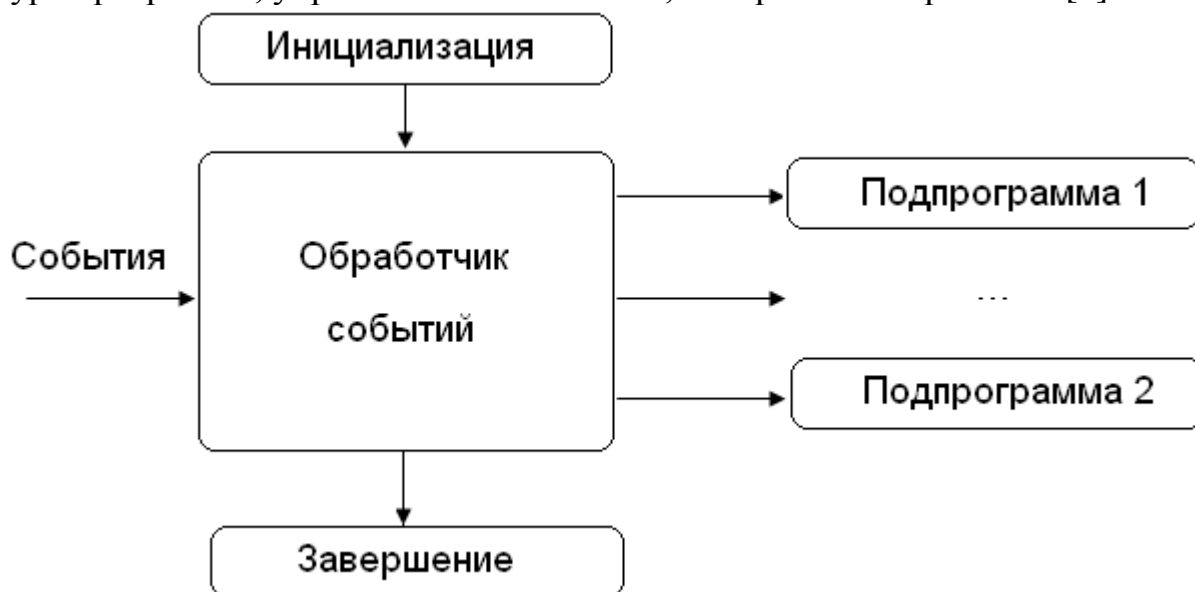 Инициализация
Подпрограмма 1
События
Обработчик
событий
...
Подпрограмма 2
Завершение